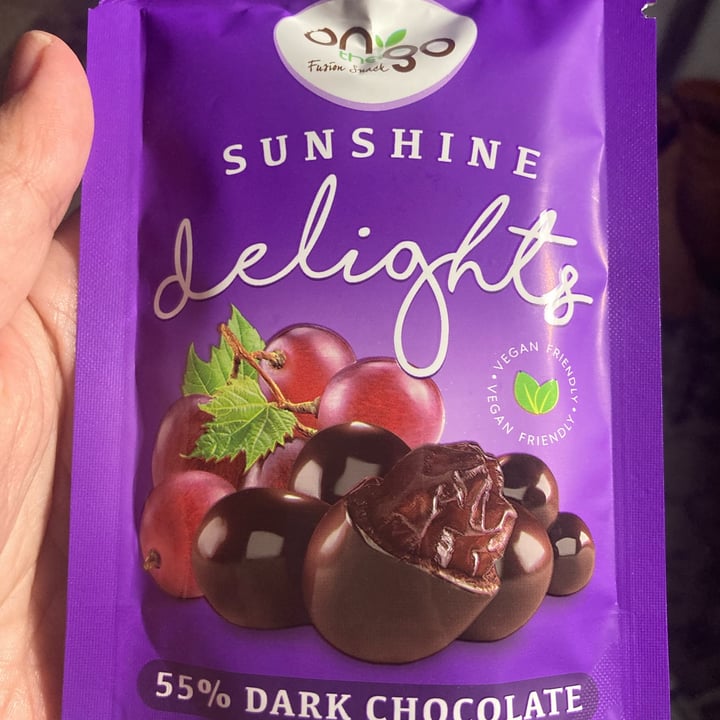 on the go
Fusion Snack
SUNSHINE
delights
• VEGAN FRIENDLY • VEGAN FRIENDLY
55% DARK CHOCOLATE